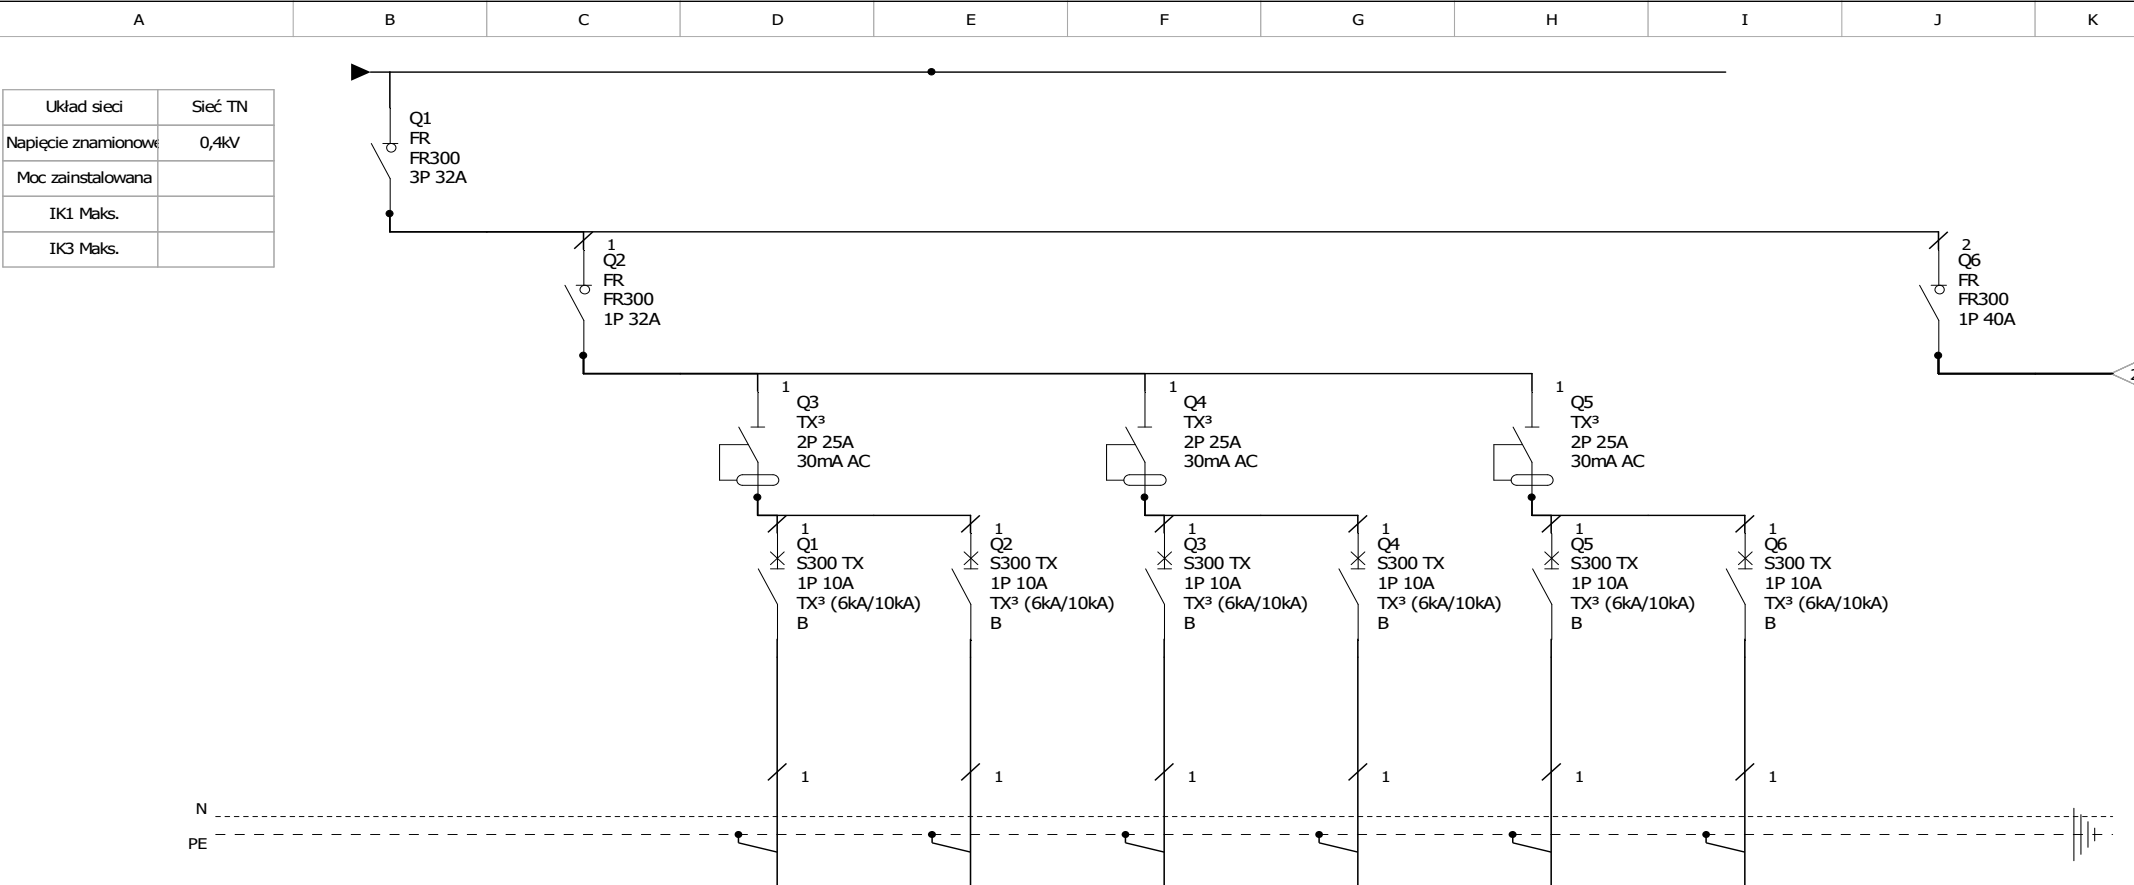 A B C D E F G H I J K
Układ sieci Sieć TN
Napięcie znamionowe 0,4kV
Moc zainstalowana
IK1 Maks.
IK3 Maks.
Q1
FR
FR300
3P 32A
1
Q2
FR
FR300
1P 32A
2
Q6
FR
FR300
1P 40A
2
1
Q3
TX³
2P 25A
30mA AC
1
Q4
TX³
2P 25A
30mA AC
1
Q5
TX³
2P 25A
30mA AC
1
Q1
S300 TX
1P 10A
TX³ (6kA/10kA)
B
1
Q2
S300 TX
1P 10A
TX³ (6kA/10kA)
B
1
Q3
S300 TX
1P 10A
TX³ (6kA/10kA)
B
1
Q4
S300 TX
1P 10A
TX³ (6kA/10kA)
B
1
Q5
S300 TX
1P 10A
TX³ (6kA/10kA)
B
1
Q6
S300 TX
1P 10A
TX³ (6kA/10kA)
B
1 1 1 1 1 1
N
PE